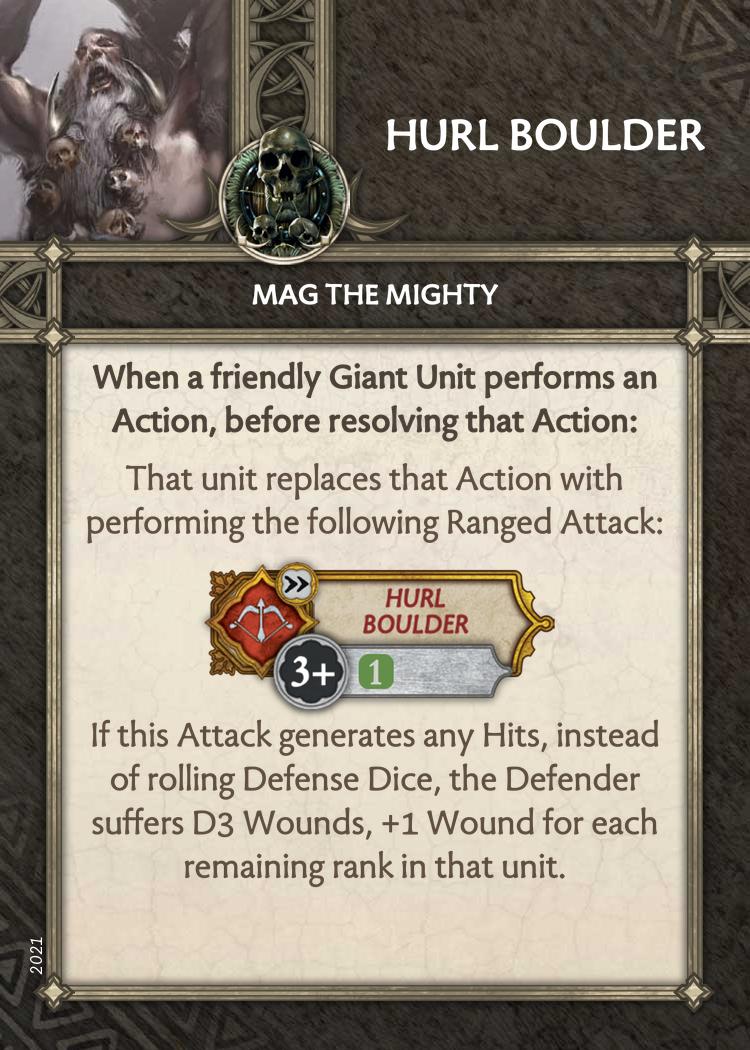 HURL BOULDER
MAG THE MIGHTY
When a friendly Giant Unit performs an
Action, before resolving that Action:
That unit replaces that Action with
performing the following Ranged Attack:
HURL
BOULDER
3+ 1
If this Attack generates any Hits, instead
of rolling Defense Dice, the Defender
suffers D3 Wounds, +1 Wound for each
remaining rank in that unit.
2021